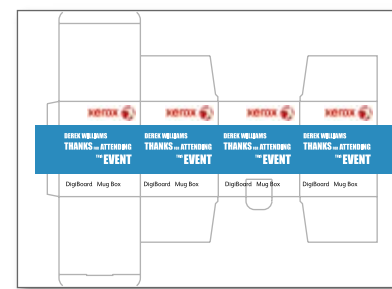 xerox xerox xerox xerox
DEREK WILLIAMS DEREK WILLIAMS DEREK WILLIAMS DEREK WILLIAMS
THANKS FOR ATTENDING THANKS FOR ATTENDING THANKS FOR ATTENDING THANKS FOR ATTENDING
THE EVENT THE EVENT THE EVENT THE EVENT
DigiBoard Mug Box DigiBoard Mug Box DigiBoard Mug Box DigiBoard Mug Box